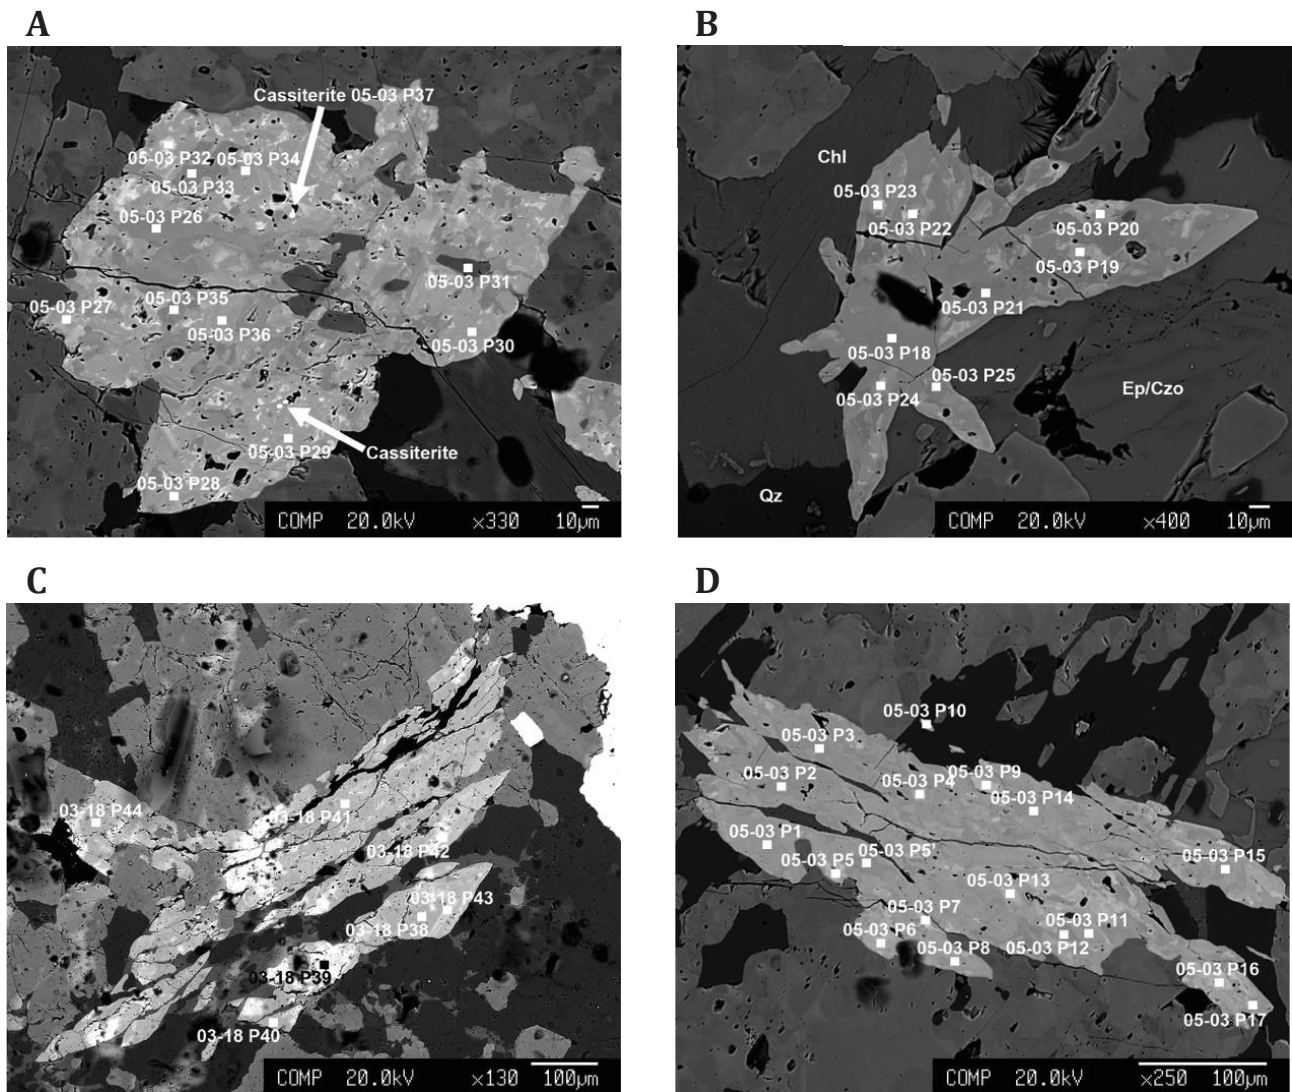 A
Cassiterite 05-03 P37
05-03 P32 05-03 P34
05-03 P33
05-03 P26
05-03 P31
05-03 P27
05-03 P35
05-03 P36
05-03 P30
05-03 P29
Cassiterite
05-03 P28
COMP 20.0kV x330 10µm
B
Chl
05-03 P23
05-03 P22
05-03 P20
05-03 P19
05-03 P21
05-03 P18
05-03 P25
05-03 P24
Ep/Czo
Qz
COMP 20.0kV x400 10µm
C
03-18 P44
03-18 P41
03-18 P42
03-18 P43
03-18 P38
03-18 P39
03-18 P40
COMP 20.0kV x130 100µm
D
05-03 P10
05-03 P3
05-03 P2
05-03 P4
05-03 P9
05-03 P14
05-03 P1
05-03 P5
05-03 P5'
05-03 P15
05-03 P13
05-03 P7
05-03 P6
05-03 P8
05-03 P11
05-03 P12
05-03 P16
05-03 P17
COMP 20.0kV x250 100µm